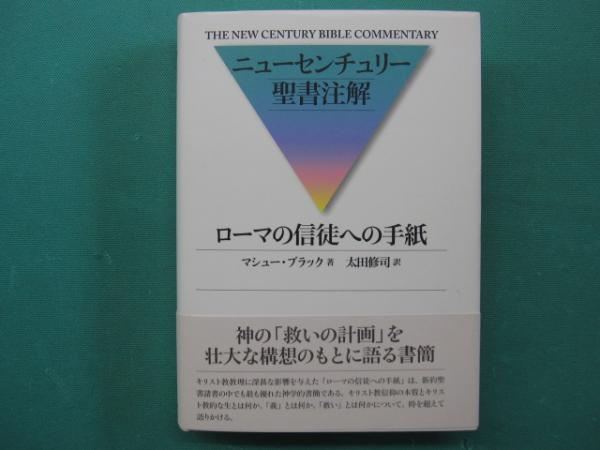 THE NEW CENTURY BIBLE COMMENTARY
ニューセンチュリー
聖書注解
ローマの信徒への手紙
マシュー・ブラック 著 太田修司 訳
神の「救いの計画」を
壮大な構想のもとに語る書簡
キリスト教教理に深甚な影響を与えた「ローマの信徒への手紙」は、新約聖
書諸書の中でも最も優れた神学的書簡である。キリスト教信仰の本質とキリス
ト教的な生とは何か、「義」とは何か、「救い」とは何かについて、時を超えて
語りかける。